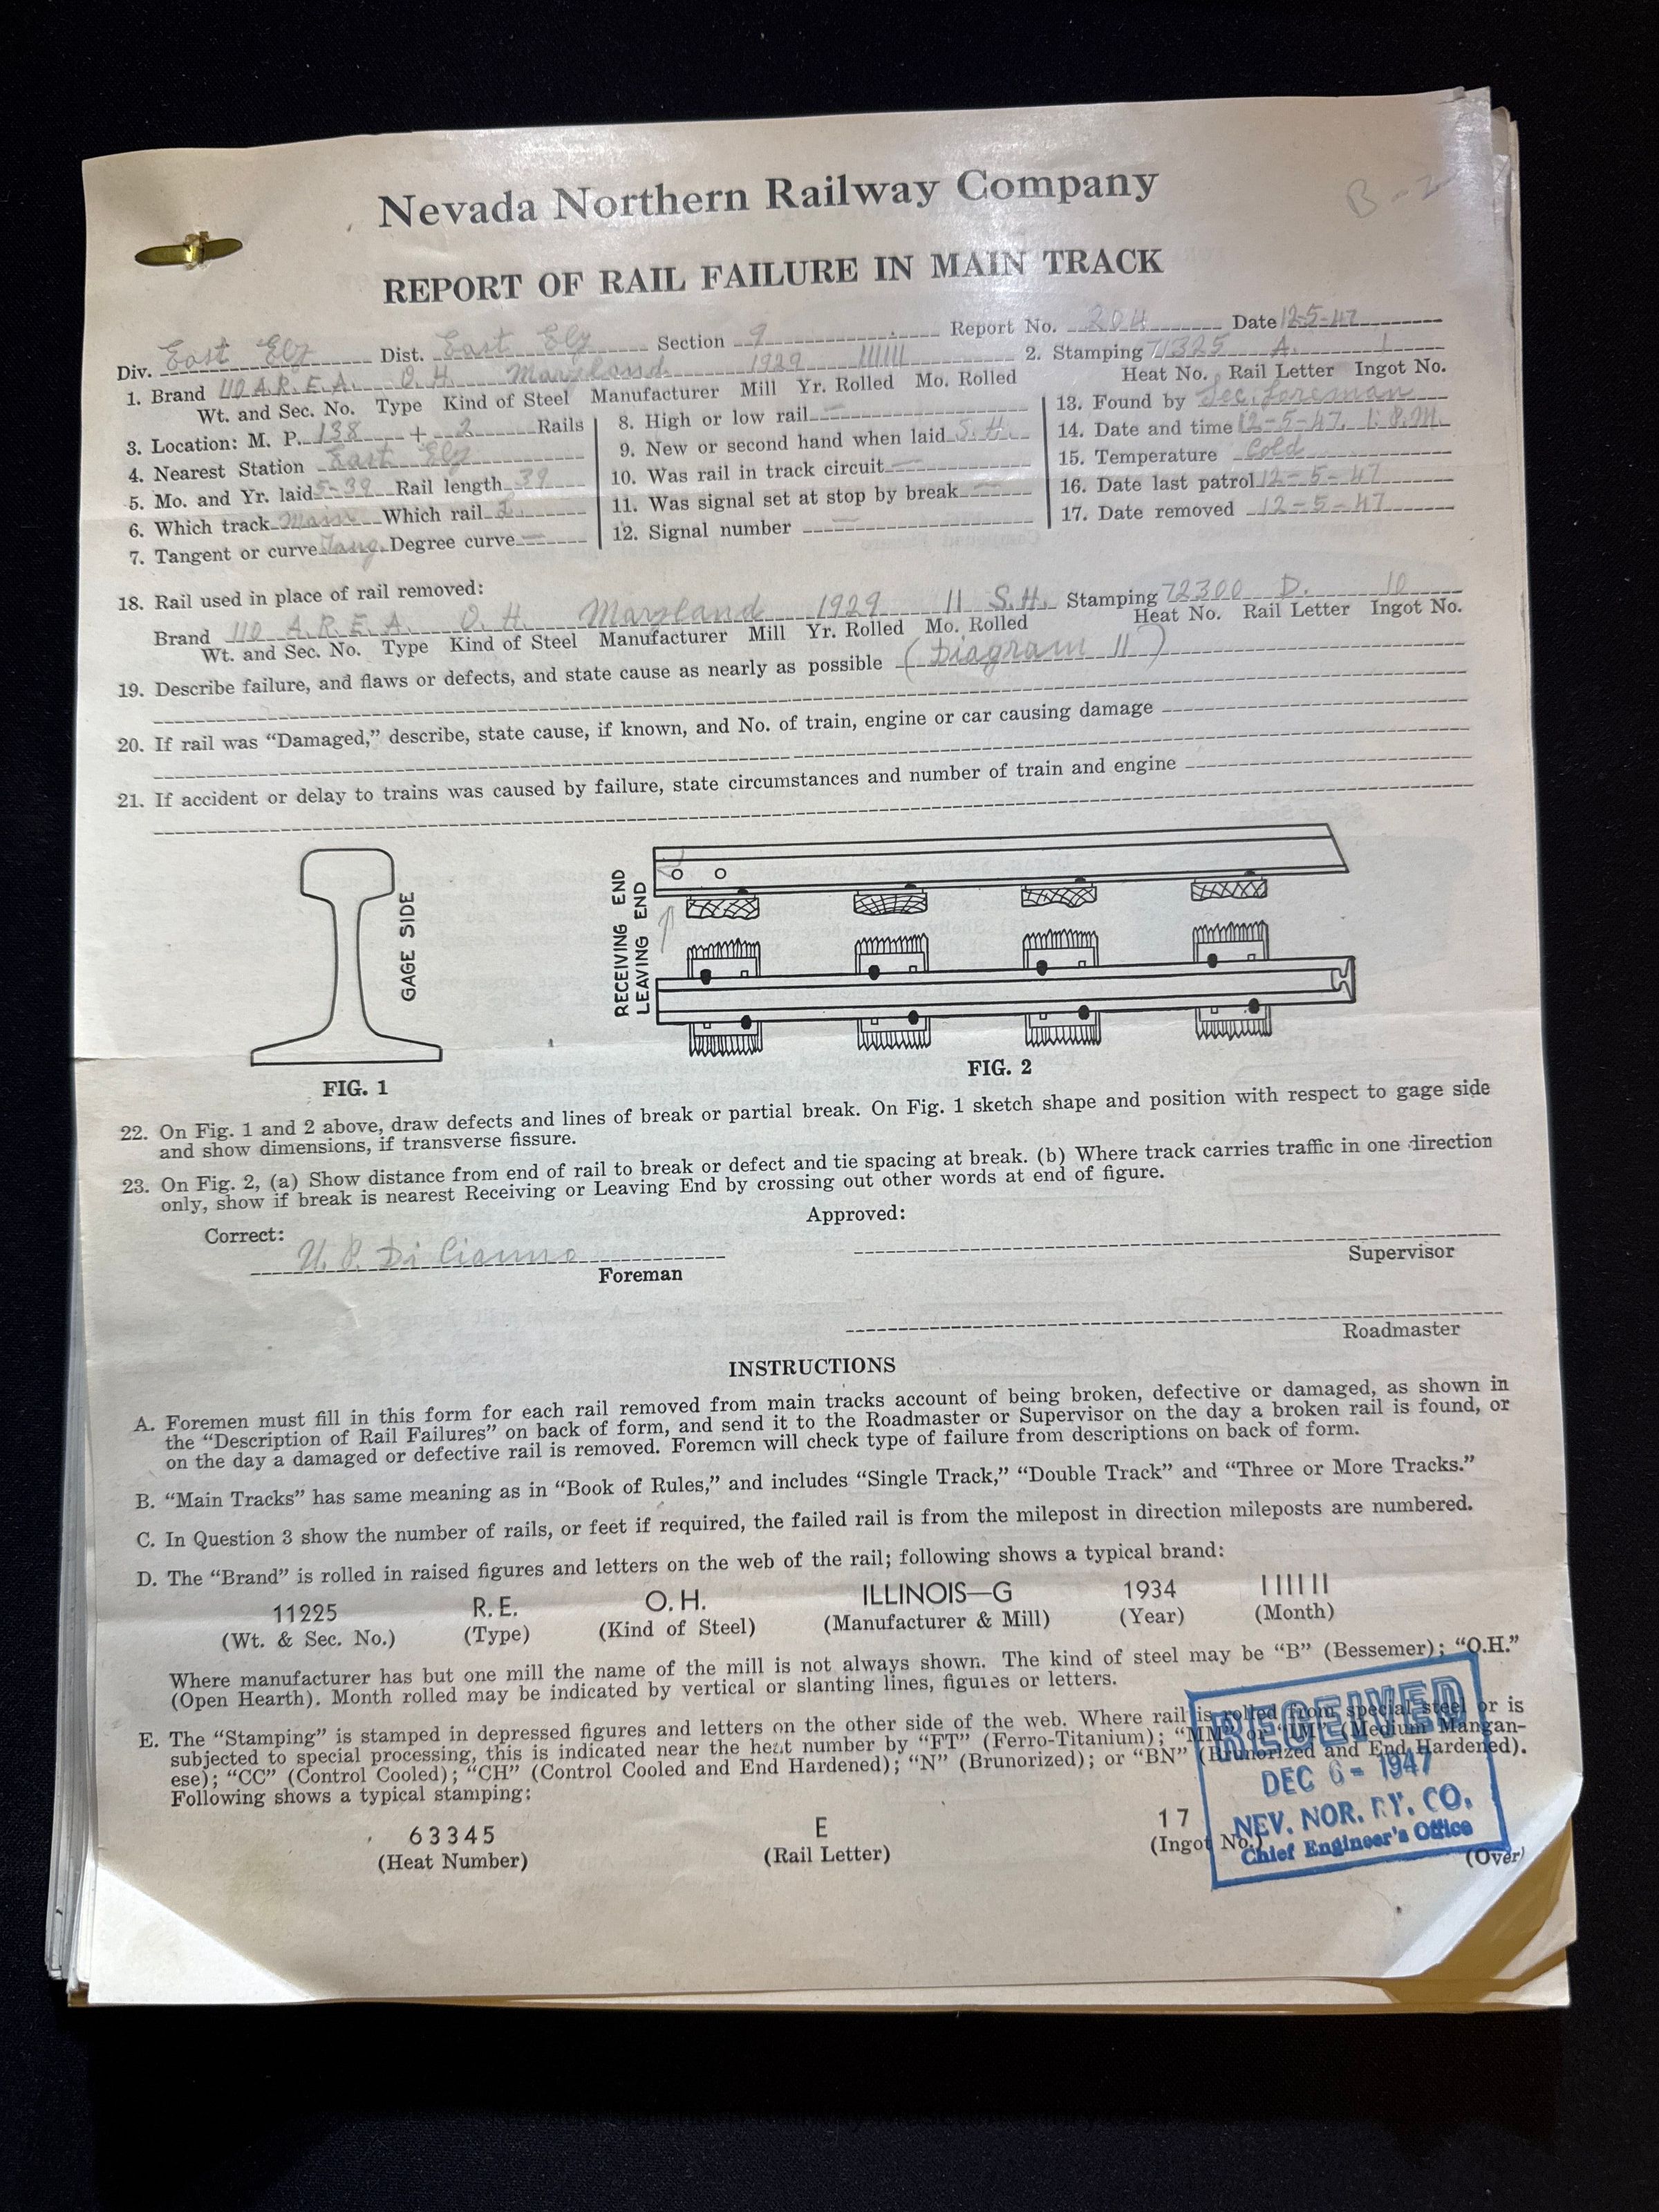 B-2
Nevada Northern Railway Company
REPORT OF RAIL FAILURE IN MAIN TRACK
Div. East Ely Dist. East Ely Section 9 Report No. 204 Date 12-5-47
1. Brand 110 A.R.E.A. O.H. Maryland 1929 111111 2. Stamping 71325 A. 1
Wt. and Sec. No. Type Kind of Steel Manufacturer Mill Yr. Rolled Mo. Rolled Heat No. Rail Letter Ingot No.
3. Location: M. P. 138 + 2 Rails
4. Nearest Station East Ely
5. Mo. and Yr. laid 5-39 Rail length 39
6. Which track Main Which rail
7. Tangent or curve Tang. Degree curve —
8. High or low rail —
9. New or second hand when laid S.H.
10. Was rail in track circuit —
11. Was signal set at stop by break —
12. Signal number —
13. Found by Sec. foreman
14. Date and time 12-5-47. 1: P.M.
15. Temperature Cold
16. Date last patrol 12-5-47
17. Date removed 12-5-47
18. Rail used in place of rail removed:
Brand 110 A.R.E.A. O.H. Maryland 1929 11 S.H. Stamping 72300 D. 10
Wt. and Sec. No. Type Kind of Steel Manufacturer Mill Yr. Rolled Mo. Rolled Heat No. Rail Letter Ingot No.
19. Describe failure, and flaws or defects, and state cause as nearly as possible (Diagram 11)
20. If rail was “Damaged,” describe, state cause, if known, and No. of train, engine or car causing damage
21. If accident or delay to trains was caused by failure, state circumstances and number of train and engine
GAGE SIDE
FIG. 1
RECEIVING END
LEAVING END
FIG. 2
22. On Fig. 1 and 2 above, draw defects and lines of break or partial break. On Fig. 1 sketch shape and position with respect to gage side
and show dimensions, if transverse fissure.
23. On Fig. 2, (a) Show distance from end of rail to break or defect and tie spacing at break. (b) Where track carries traffic in one direction
only, show if break is nearest Receiving or Leaving End by crossing out other words at end of figure.
Correct: Approved:
U. P. Di Cianno
Foreman
Supervisor
Roadmaster
INSTRUCTIONS
A. Foremen must fill in this form for each rail removed from main tracks account of being broken, defective or damaged, as shown in
the “Description of Rail Failures” on back of form, and send it to the Roadmaster or Supervisor on the day a broken rail is found, or
on the day a damaged or defective rail is removed. Foremen will check type of failure from descriptions on back of form.
B. “Main Tracks” has same meaning as in “Book of Rules,” and includes “Single Track,” “Double Track” and “Three or More Tracks.”
C. In Question 3 show the number of rails, or feet if required, the failed rail is from the milepost in direction mileposts are numbered.
D. The “Brand” is rolled in raised figures and letters on the web of the rail; following shows a typical brand:
11225 R. E. O. H. ILLINOIS—G 1934 IIIIII
(Wt. & Sec. No.) (Type) (Kind of Steel) (Manufacturer & Mill) (Year) (Month)
Where manufacturer has but one mill the name of the mill is not always shown. The kind of steel may be “B” (Bessemer); “O.H.”
(Open Hearth). Month rolled may be indicated by vertical or slanting lines, figures or letters.
E. The “Stamping” is stamped in depressed figures and letters on the other side of the web. Where rail is rolled from special steel or is
subjected to special processing, this is indicated near the heat number by “FT” (Ferro-Titanium); “MM” or “IM” (Medium Mangan-
ese); “CC” (Control Cooled); “CH” (Control Cooled and End Hardened); “N” (Brunorized); or “BN” (Brunorized and End Hardened).
Following shows a typical stamping:
63345 E 17
(Heat Number) (Rail Letter) (Ingot No.)
(Over)
RECEIVED
DEC 6 - 1947
NEV. NOR. RY. CO.
Chief Engineer's Office